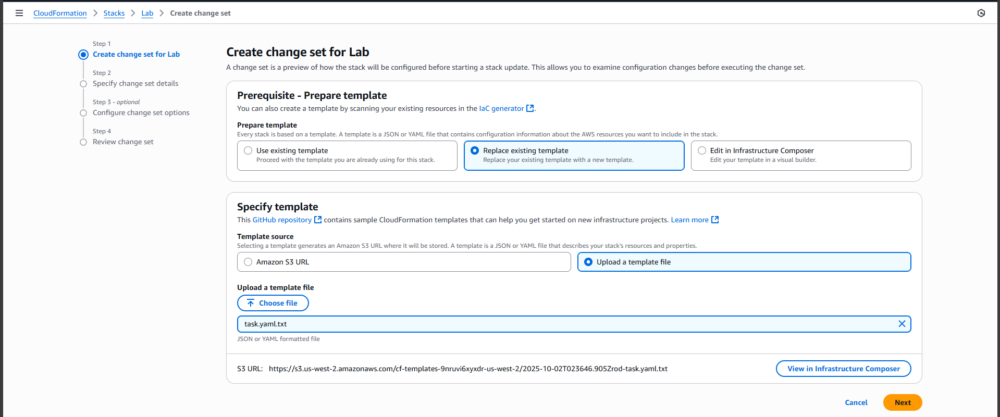 CloudFormation > Stacks > Lab > Create change set
Step 1
Create change set for Lab
Step 2
Specify change set details
Step 3 - optional
Configure change set options
Step 4
Review change set
Create change set for Lab
A change set is a preview of how the stack will be configured before starting a stack update. This allows you to examine configuration changes before executing the change set.
Prerequisite - Prepare template
You can also create a template by scanning your existing resources in the IaC generator.
Prepare template
Every stack is based on a template. A template is a JSON or YAML file that contains configuration information about the AWS resources you want to include in the stack.
Use existing template
Proceed with the template you are already using for this stack.
Replace existing template
Replace your existing template with a new template.
Edit in Infrastructure Composer
Edit your template in a visual builder.
Specify template
This GitHub repository contains sample CloudFormation templates that can help you get started on new infrastructure projects. Learn more
Template source
Selecting a template generates an Amazon S3 URL where it will be stored. A template is a JSON or YAML file that describes your stack's resources and properties.
Amazon S3 URL
Upload a template file
Upload a template file
Choose file
task.yaml.txt
JSON or YAML formatted file
S3 URL: https://s3.us-west-2.amazonaws.com/cf-templates-9nruvi6xyxdr-us-west-2/2025-10-02T023646.905Zrod-task.yaml.txt
View in Infrastructure Composer
Cancel
Next